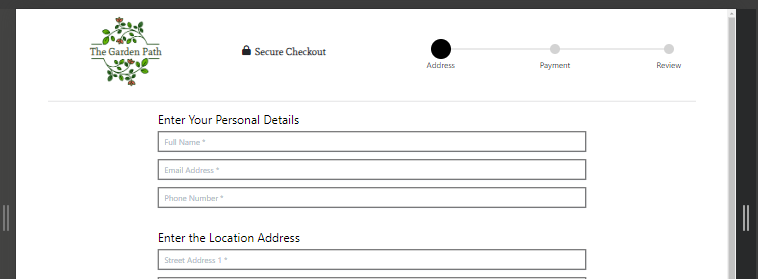 The Garden Path
Secure Checkout
Address
Payment
Review
Enter Your Personal Details
Full Name *
Email Address *
Phone Number *
Enter the Location Address
Street Address 1 *